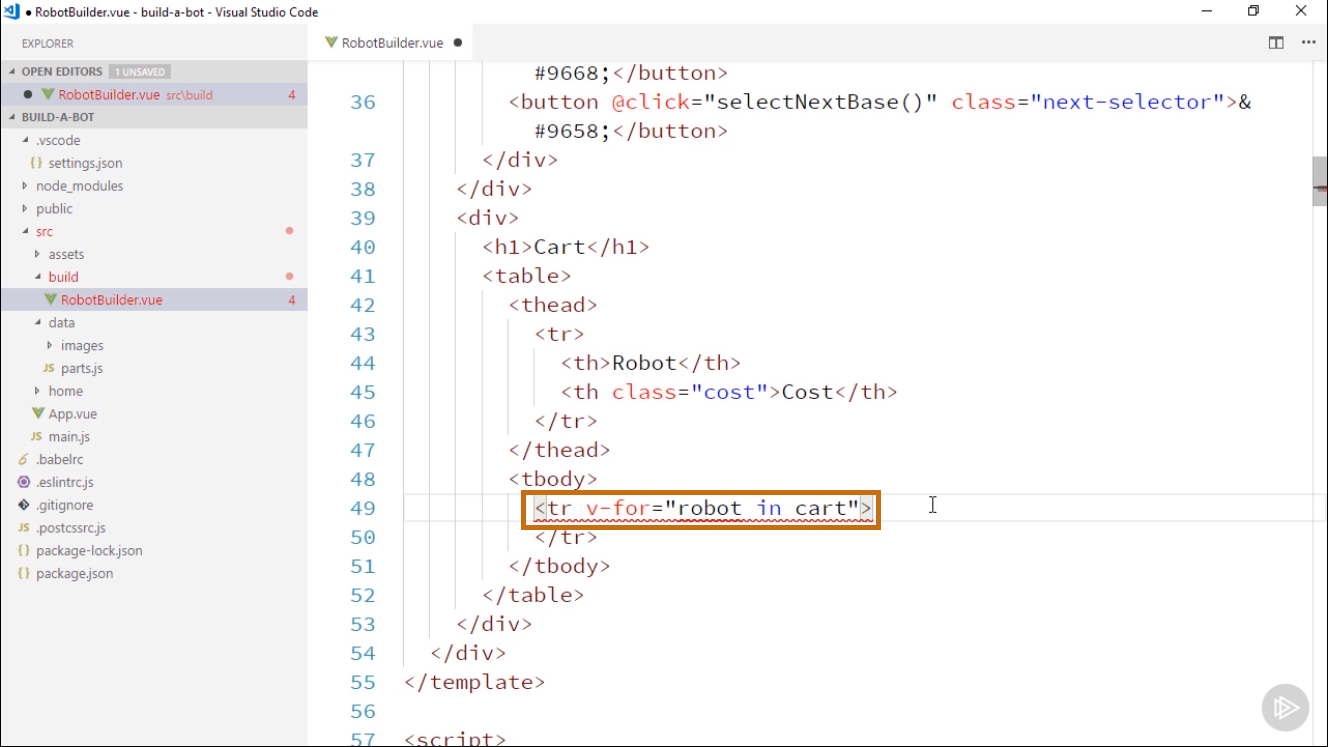 RobotBuilder.vue - build-a-bot - Visual Studio Code
EXPLORER
OPEN EDITORS 1 UNSAVED
RobotBuilder.vue src\build 4
BUILD-A-BOT
.vscode
{} settings.json
node_modules
public
src
assets
build
RobotBuilder.vue 4
data
images
JS parts.js
home
App.vue
JS main.js
.babelrc
.eslintrc.js
.gitignore
JS .postcssrc.js
{} package-lock.json
{} package.json
RobotBuilder.vue
#9668;</button>
36 <button @click="selectNextBase()" class="next-selector">&
#9658;</button>
37 </div>
38 </div>
39 <div>
40 <h1>Cart</h1>
41 <table>
42 <thead>
43 <tr>
44 <th>Robot</th>
45 <th class="cost">Cost</th>
46 </tr>
47 </thead>
48 <tbody>
49 <tr v-for="robot in cart">
50 </tr>
51 </tbody>
52 </table>
53 </div>
54 </div>
55 </template>
56
57 <script>